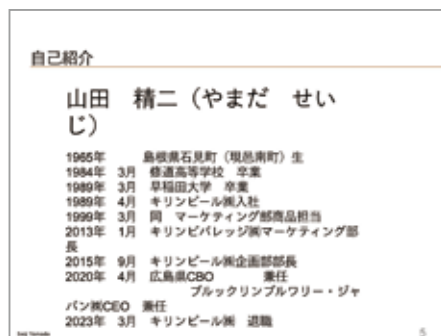 自己紹介
山田　精二（やまだ　せい
じ）
1965年　　　島根県石見町（現邑南町）生
1984年　3月　修道高等学校　卒業
1989年　3月　早稲田大学　卒業
1989年　4月　キリンビール㈱入社
1999年　3月　同　マーケティング部商品担当
2013年　1月　キリンビバレッジ㈱マーケティング部
長
2015年　9月　キリンビール㈱企画部部長
2020年　4月　広島県CBO　　　　兼任
ブルックリンブルワリー・ジャ
パン㈱CEO　兼任
2023年　3月　キリンビール㈱　退職
5